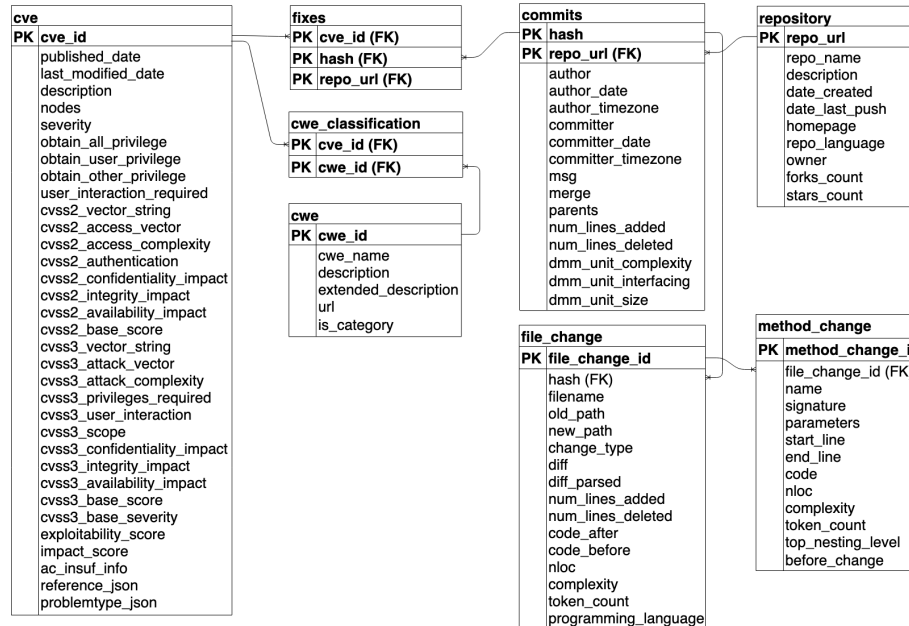 cve
PK cve_id
published_date
last_modified_date
description
nodes
severity
obtain_all_privilege
obtain_user_privilege
obtain_other_privilege
user_interaction_required
cvss2_vector_string
cvss2_access_vector
cvss2_access_complexity
cvss2_authentication
cvss2_confidentiality_impact
cvss2_integrity_impact
cvss2_availability_impact
cvss2_base_score
cvss3_vector_string
cvss3_attack_vector
cvss3_attack_complexity
cvss3_privileges_required
cvss3_user_interaction
cvss3_scope
cvss3_confidentiality_impact
cvss3_integrity_impact
cvss3_availability_impact
cvss3_base_score
cvss3_base_severity
exploitability_score
impact_score
ac_insuf_info
reference_json
problemtype_json
fixes
PK cve_id (FK)
PK hash (FK)
PK repo_url (FK)
cwe_classification
PK cve_id (FK)
PK cwe_id (FK)
cwe
PK cwe_id
cwe_name
description
extended_description
url
is_category
commits
PK hash
PK repo_url (FK)
author
author_date
author_timezone
committer
committer_date
committer_timezone
msg
merge
parents
num_lines_added
num_lines_deleted
dmm_unit_complexity
dmm_unit_interfacing
dmm_unit_size
file_change
PK file_change_id
hash (FK)
filename
old_path
new_path
change_type
diff
diff_parsed
num_lines_added
num_lines_deleted
code_after
code_before
nloc
complexity
token_count
programming_language
repository
PK repo_url
repo_name
description
date_created
date_last_push
homepage
repo_language
owner
forks_count
stars_count
method_change
PK method_change_i
file_change_id (FK
name
signature
parameters
start_line
end_line
code
nloc
complexity
token_count
top_nesting_level
before_change